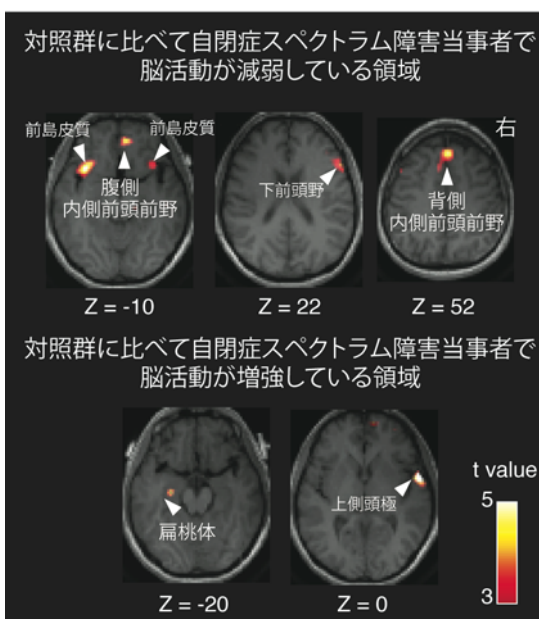 対照群に比べて自閉症スペクトラム障害当事者で
脳活動が減弱している領域
前島皮質
前島皮質
右
腹側
内側前頭前野
下前頭野
背側
内側前頭前野
Z = -10
Z = 22
Z = 52
対照群に比べて自閉症スペクトラム障害当事者で
脳活動が増強している領域
扁桃体
上側頭極
t value
5
3
Z = -20
Z = 0